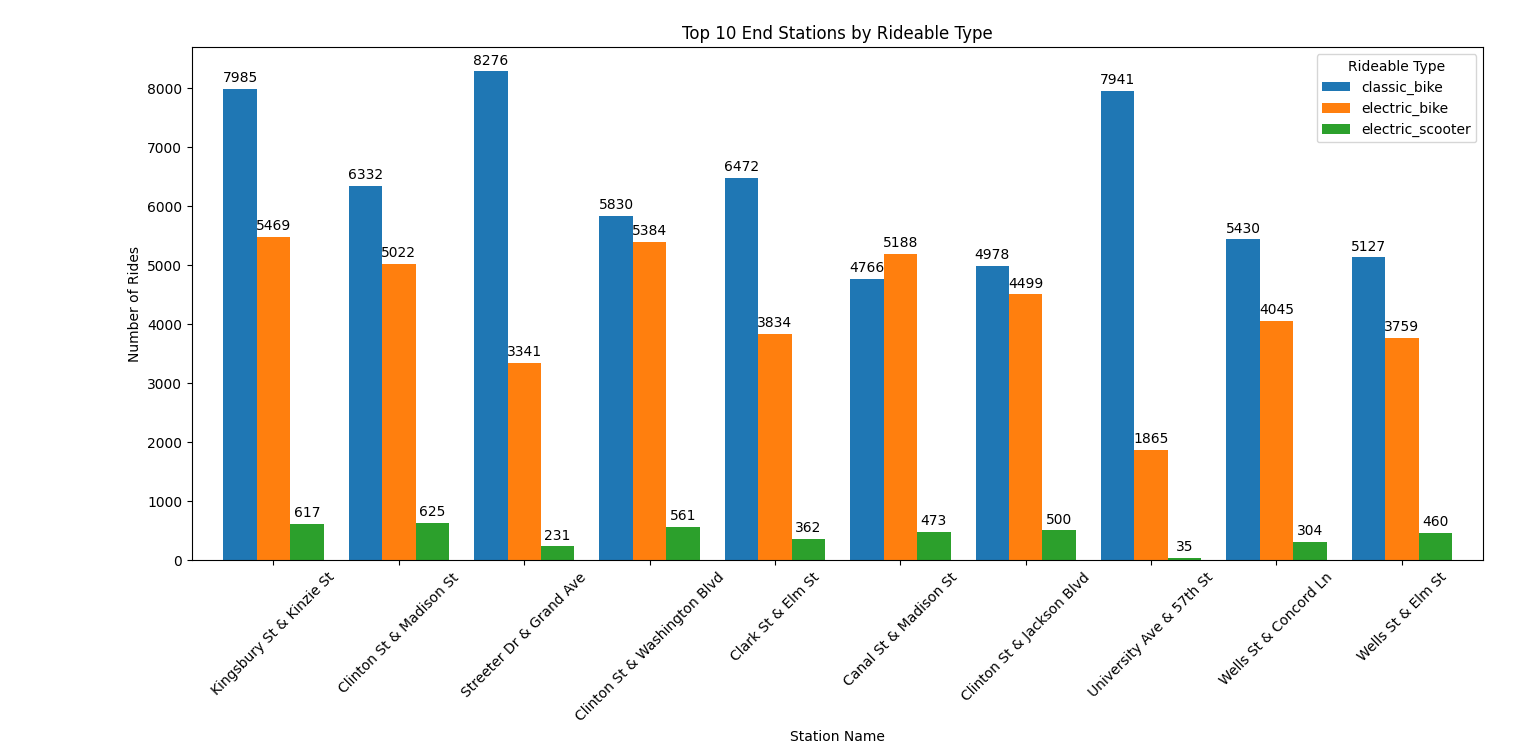 Top 10 End Stations by Rideable Type
Rideable Type
classic_bike
electric_bike
electric_scooter
Number of Rides
8000
7000
6000
5000
4000
3000
2000
1000
0
7985
5469
617
6332
5022
625
8276
3341
231
5830
5384
561
6472
3834
362
4766
5188
473
4978
4499
500
7941
1865
35
5430
4045
304
5127
3759
460
Kingsbury St & Kinzie St
Clinton St & Madison St
Streeter Dr & Grand Ave
Clinton St & Washington Blvd
Clark St & Elm St
Canal St & Madison St
Clinton St & Jackson Blvd
University Ave & 57th St
Wells St & Concord Ln
Wells St & Elm St
Station Name